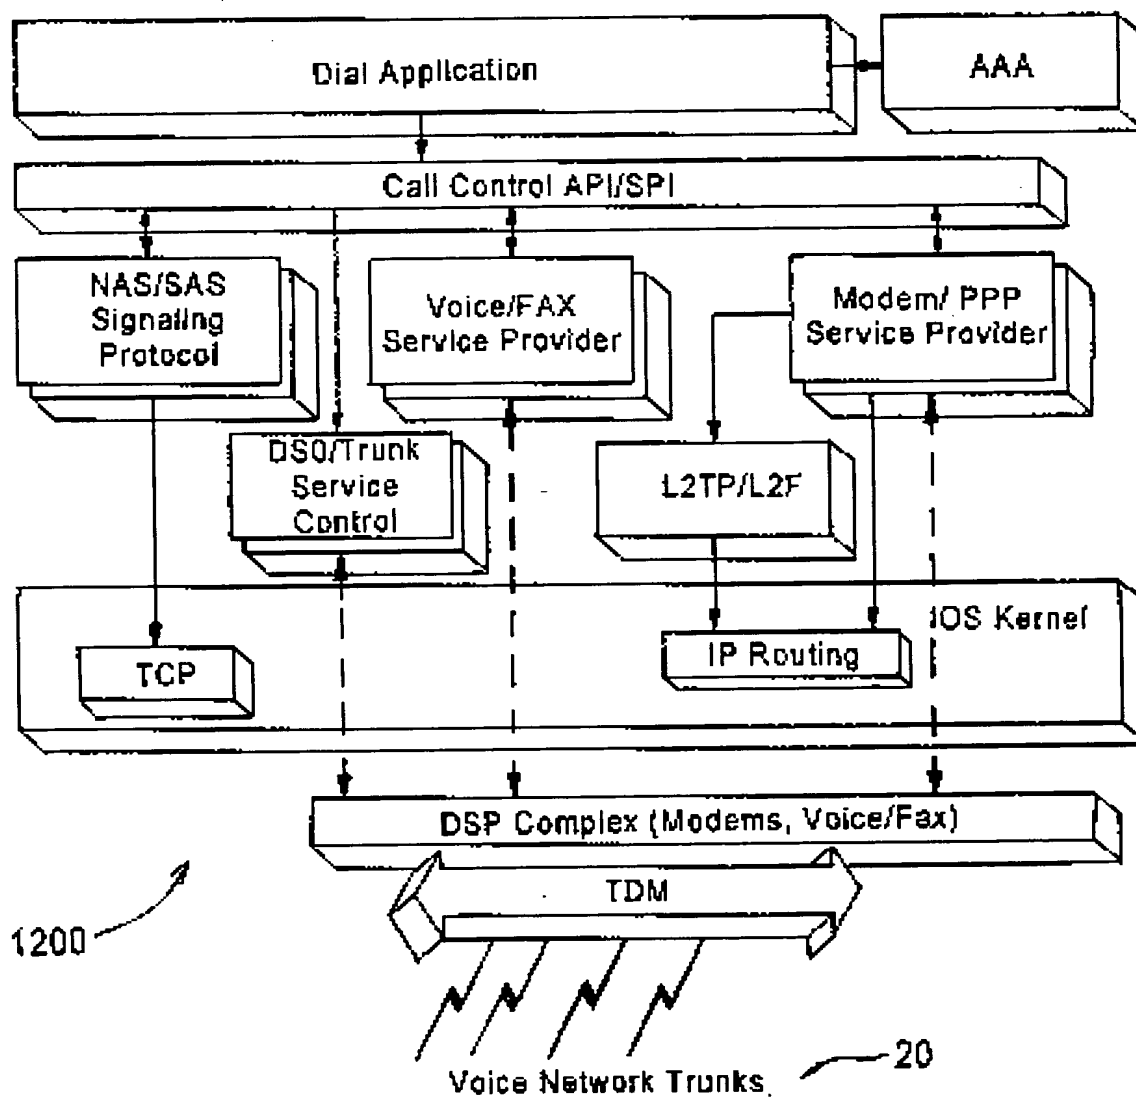 Dial Application
AAA
Call Control API/SPI
NAS/SAS
Signaling
Protocol
Voice/FAX
Service Provider
Modem/ PPP
Service Provider
DS0/Trunk
Service
Control
L2TP/L2F
IOS Kernel
TCP
IP Routing
DSP Complex (Modems, Voice/Fax)
TDM
1200
20
Voice Network Trunks